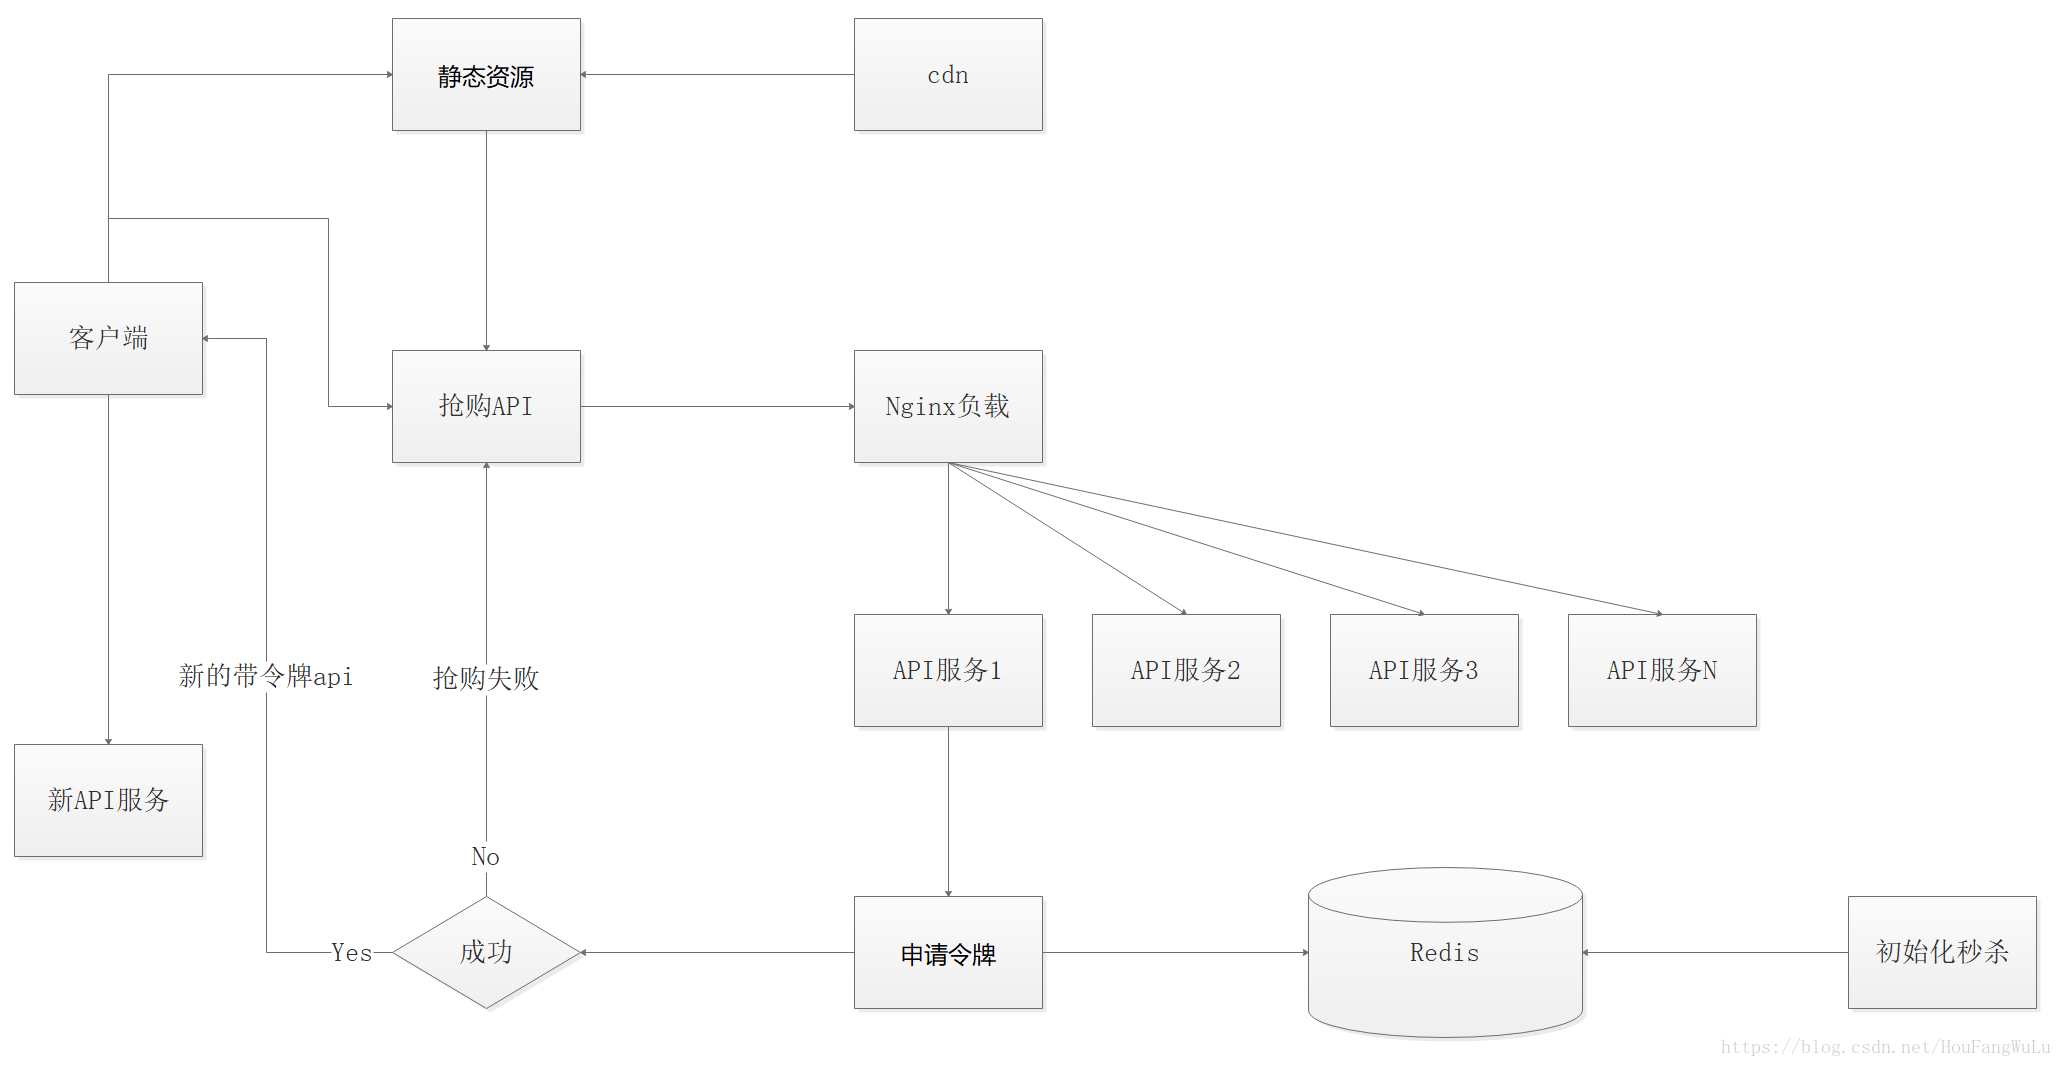 静态资源
cdn
客户端
抢购API
Nginx负载
API服务1
API服务2
API服务3
API服务N
新的带令牌api
抢购失败
新API服务
No
Yes
成功
申请令牌
Redis
初始化秒杀
https://blog.csdn.net/HouFangWuLu